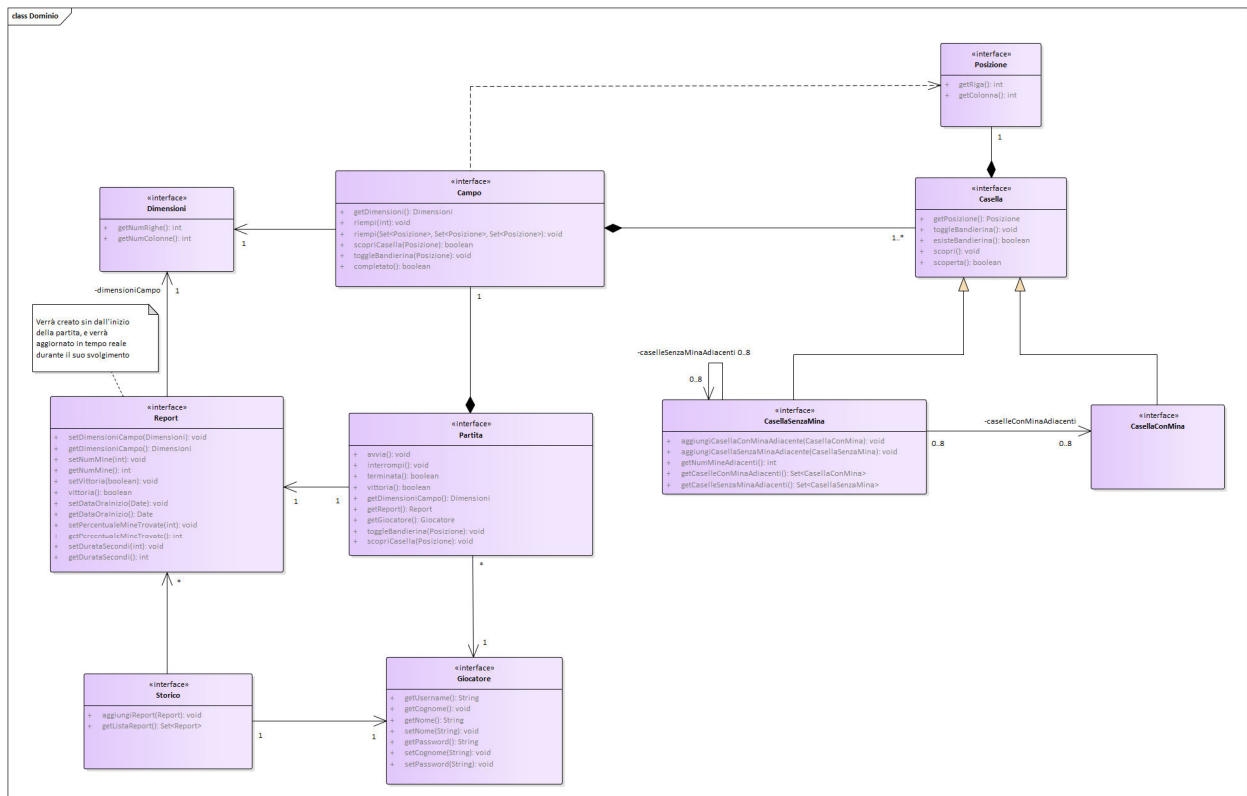 class Dominio
«interface»
Posizione
+ getRiga(): int
+ getColonna(): int
1
«interface»
Campo
+ getDimensioni(): Dimensioni
+ riempi(int): void
+ riempi(Set<Posizione>, Set<Posizione>, Set<Posizione>): void
+ scopriCasella(Posizione): boolean
+ toggleBandierina(Posizione): void
+ completato(): boolean
1
«interface»
Casella
+ getPosizione(): Posizione
+ toggleBandierina(): void
+ esisteBandierina(): boolean
+ scopri(): void
+ scoperta(): boolean
1..*
«interface»
Dimensioni
+ getNumRighe(): int
+ getNumColonne(): int
1
-dimensioniCampo 1
Verrà creato sin dall'inizio
della partita, e verrà
aggiornato in tempo reale
durante il suo svolgimento
-caselleSenzaMinaAdiacenti 0..8
0..8
«interface»
CasellaSenzaMina
+ aggiungiCasellaConMinaAdiacente(CasellaConMina): void
+ aggiungiCasellaSenzaMinaAdiacente(CasellaSenzaMina): void
+ getNumMineAdiacenti(): int
+ getCaselleConMinaAdiacenti(): Set<CasellaConMina>
+ getCaselleSenzaMinaAdiacenti(): Set<CasellaSenzaMina>
-caselleConMinaAdiacenti
0..8
0..8
«interface»
CasellaConMina
«interface»
Report
+ setDimensioniCampo(Dimensioni): void
+ getDimensioniCampo(): Dimensioni
+ setNumMine(int): void
+ getNumMine(): int
+ setVittoria(boolean): void
+ vittoria(): boolean
+ setDataOraInizio(Date): void
+ getDataOraInizio(): Date
+ setPercentualeMineTrovate(int): void
+ getPercentualeMineTrovate(): int
+ setDurataSecondi(int): void
+ getDurataSecondi(): int
1
1
«interface»
Partita
+ avvia(): void
+ interrompi(): void
+ terminata(): boolean
+ vittoria(): boolean
+ getDimensioniCampo(): Dimensioni
+ getReport(): Report
+ getGiocatore(): Giocatore
+ toggleBandierina(Posizione): void
+ scopriCasella(Posizione): void
*
*
1
«interface»
Storico
+ aggiungiReport(Report): void
+ getListaReport(): Set<Report>
1
1
«interface»
Giocatore
+ getUsername(): String
+ getCognome(): void
+ getNome(): String
+ setNome(String): void
+ getPassword(): String
+ setCognome(String): void
+ setPassword(String): void